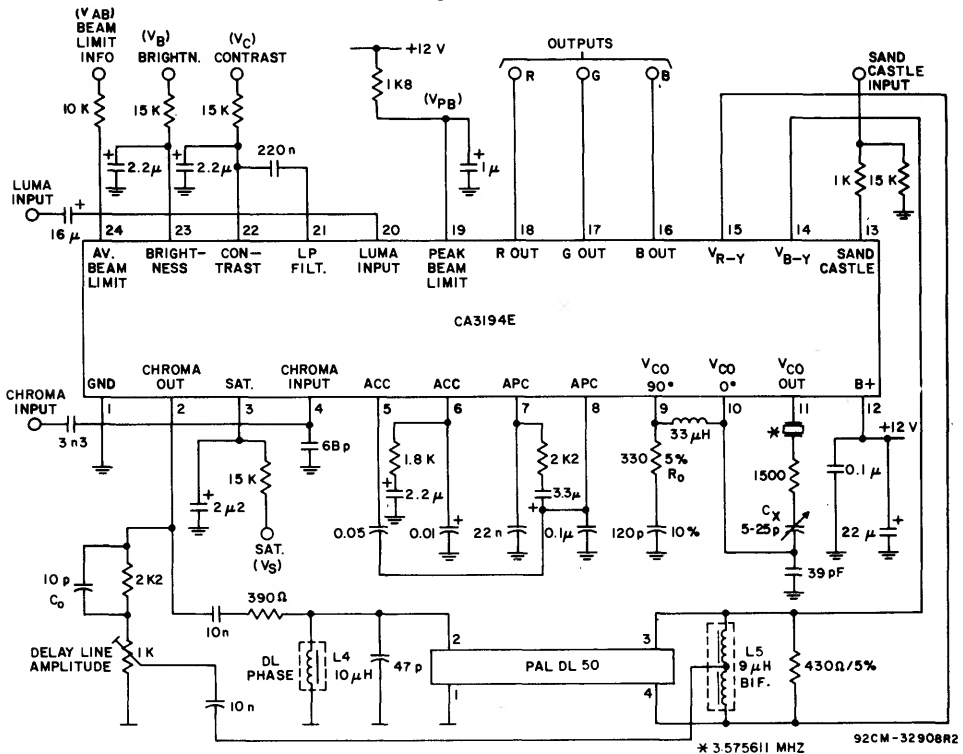 (VAB)
BEAM
LIMIT
INFO
(VB)
BRIGHTN.
(VC)
CONTRAST
+12 V
OUTPUTS
R
G
B
SAND
CASTLE
INPUT
10 K
15 K
15 K
1K8
(VPB)
2.2µ
2.2µ
220n
1µ
1K
15 K
LUMA
INPUT
16µ
24
23
22
21
20
19
18
17
16
15
14
13
AV.
BEAM
LIMIT
BRIGHT-
NESS
CON-
TRAST
LP
FILT.
LUMA
INPUT
PEAK
BEAM
LIMIT
R OUT
G OUT
B OUT
VR-Y
VB-Y
SAND
CASTLE
CA3194E
GND
CHROMA
OUT
SAT.
CHROMA
INPUT
ACC
ACC
APC
APC
VCO
90°
VCO
0°
VCO
OUT
B+
1
2
3
4
5
6
7
8
9
10
11
12
CHROMA
INPUT
3n3
68p
15 K
2µ2
SAT.
(VS)
1.8K
2.2µ
0.05
0.01
22n
2K2
3.3µ
0.1µ
33µH
330
5%
Ro
120p
10%
*
1500
CX
5-25p
39pF
+12 V
0.1µ
22µ
10p
Co
2K2
DELAY LINE
AMPLITUDE
1K
10n
10n
390Ω
DL
PHASE
L4
10µH
47p
2
1
PAL DL 50
3
4
L5
9µH
BIF.
430Ω/5%
* 3.575611 MHZ
92CM-32908R2